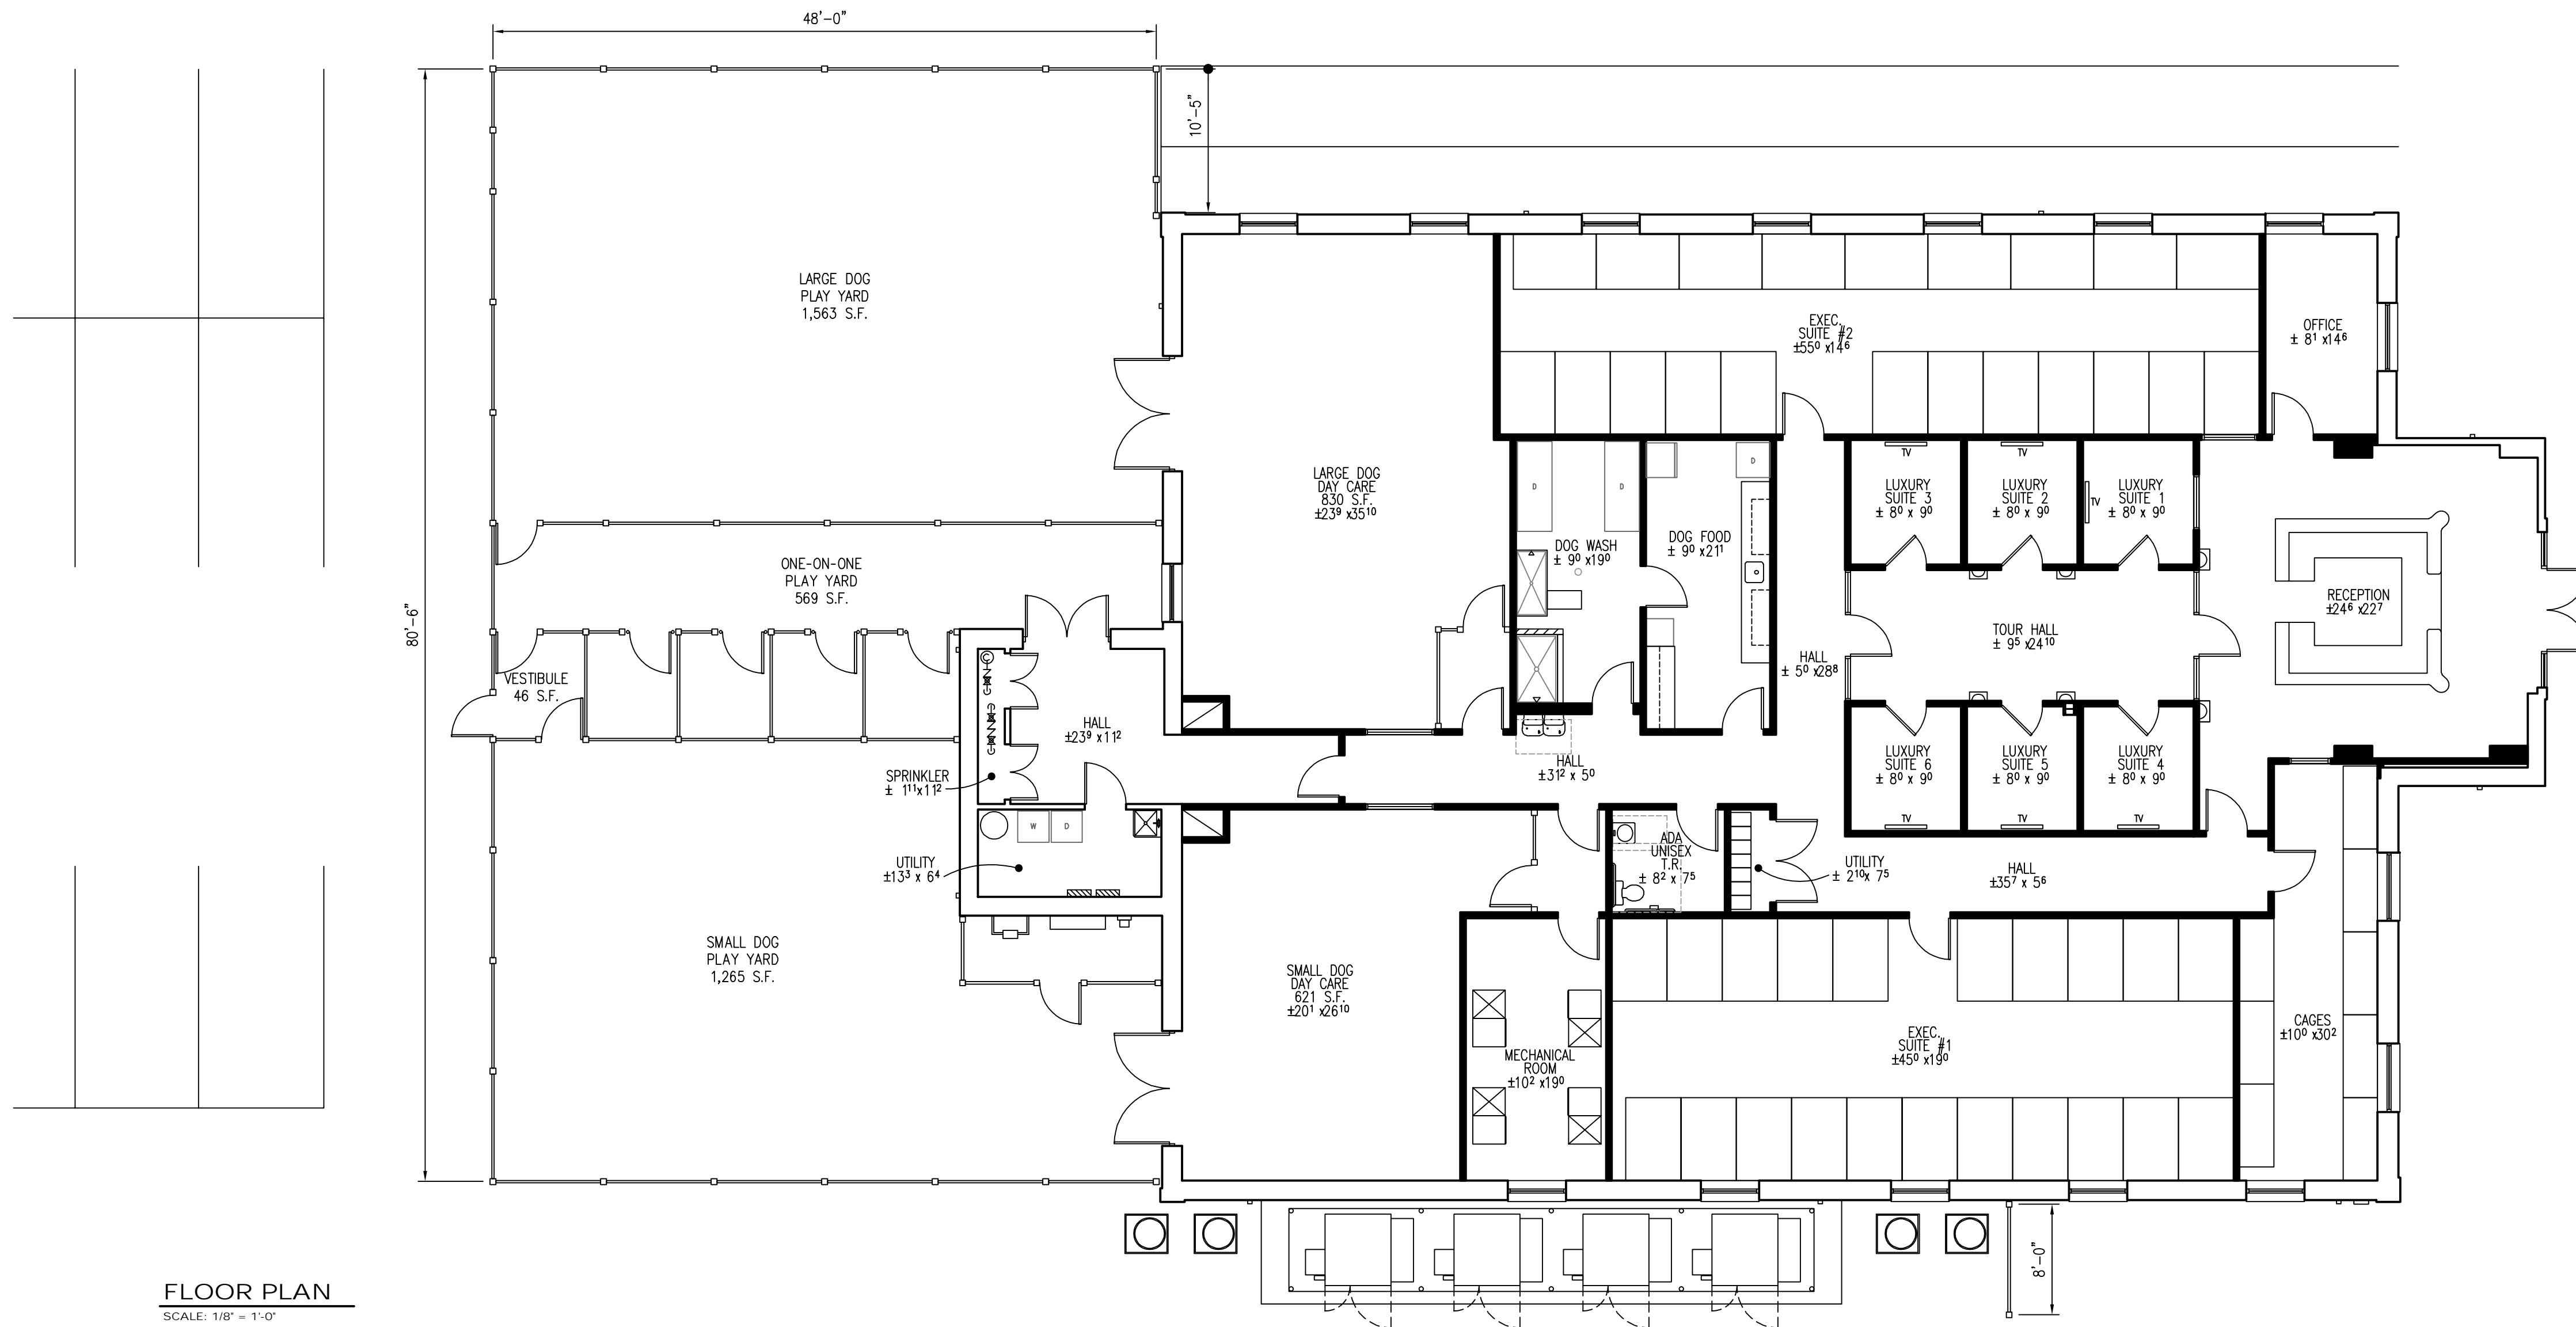 48'-0"
10'-5"
80'-6"
LARGE DOG
PLAY YARD
1,563 S.F.
EXEC.
SUITE #2
±55⁰ x14⁶
OFFICE
± 8¹ x14⁶
LARGE DOG
DAY CARE
830 S.F.
±23⁹ x35¹⁰
D
D
D
TV
TV
TV
LUXURY
SUITE 3
± 8⁰ x 9⁰
LUXURY
SUITE 2
± 8⁰ x 9⁰
LUXURY
SUITE 1
± 8⁰ x 9⁰
DOG WASH
± 9⁰ x19⁰
DOG FOOD
± 9⁰ x21¹
ONE-ON-ONE
PLAY YARD
569 S.F.
RECEPTION
±24⁶ x22⁷
TOUR HALL
± 9⁵ x24¹⁰
HALL
± 5⁰ x28⁸
VESTIBULE
46 S.F.
C
HALL
±23⁹ x11²
SPRINKLER
± 1¹¹x11²
HALL
±31² x 5⁰
LUXURY
SUITE 6
± 8⁰ x 9⁰
LUXURY
SUITE 5
± 8⁰ x 9⁰
LUXURY
SUITE 4
± 8⁰ x 9⁰
TV
TV
TV
W
D
UTILITY
±13³ x 6⁴
ADA
UNISEX
T.R.
± 8² x 7⁵
UTILITY
± 2¹⁰x 7⁵
HALL
±35⁷ x 5⁶
SMALL DOG
PLAY YARD
1,265 S.F.
SMALL DOG
DAY CARE
621 S.F.
±20¹ x26¹⁰
MECHANICAL
ROOM
±10² x19⁰
EXEC.
SUITE #1
±45⁰ x19⁰
CAGES
±10⁰ x30²
8'-0"
FLOOR PLAN
SCALE: 1/8" = 1'-0"